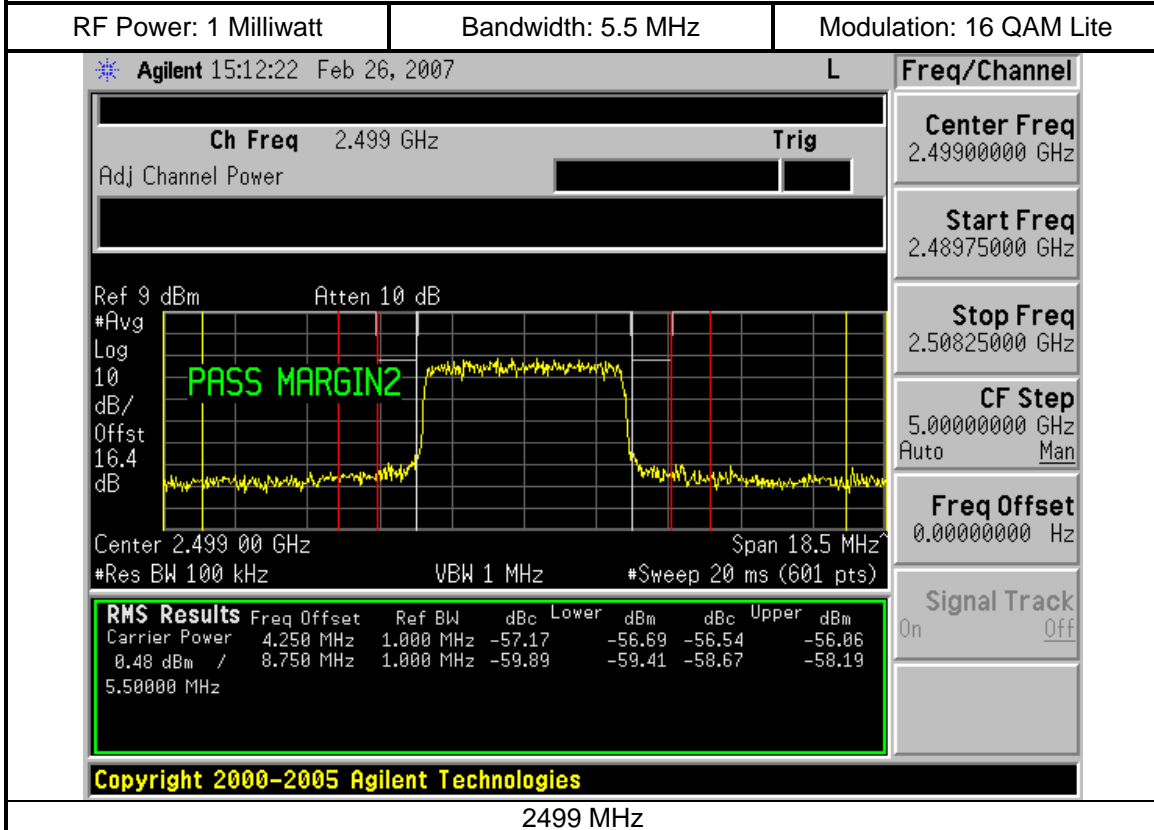 RF Power: 1 Milliwatt Bandwidth: 5.5 MHz Modulation: 16 QAM Lite
Agilent 15:12:22 Feb 26, 2007 L Freq/Channel
Ch Freq 2.499 GHz Trig
Adj Channel Power
Center Freq
2.49900000 GHz
Start Freq
2.48975000 GHz
Stop Freq
2.50825000 GHz
CF Step
5.00000000 GHz
Auto Man
Freq Offset
0.00000000 Hz
Signal Track
On Off
Ref 9 dBm Atten 10 dB
#Avg
Log
10
dB/
Offst
16.4
dB
PASS MARGIN2
Center 2.499 00 GHz Span 18.5 MHz^
#Res BW 100 kHz VBW 1 MHz #Sweep 20 ms (601 pts)
RMS Results Freq Offset Ref BW dBc Lower dBm dBc Upper dBm
Carrier Power 4.250 MHz 1.000 MHz -57.17 -56.69 -56.54 -56.06
0.48 dBm / 8.750 MHz 1.000 MHz -59.89 -59.41 -58.67 -58.19
5.50000 MHz
Copyright 2000-2005 Agilent Technologies
2499 MHz